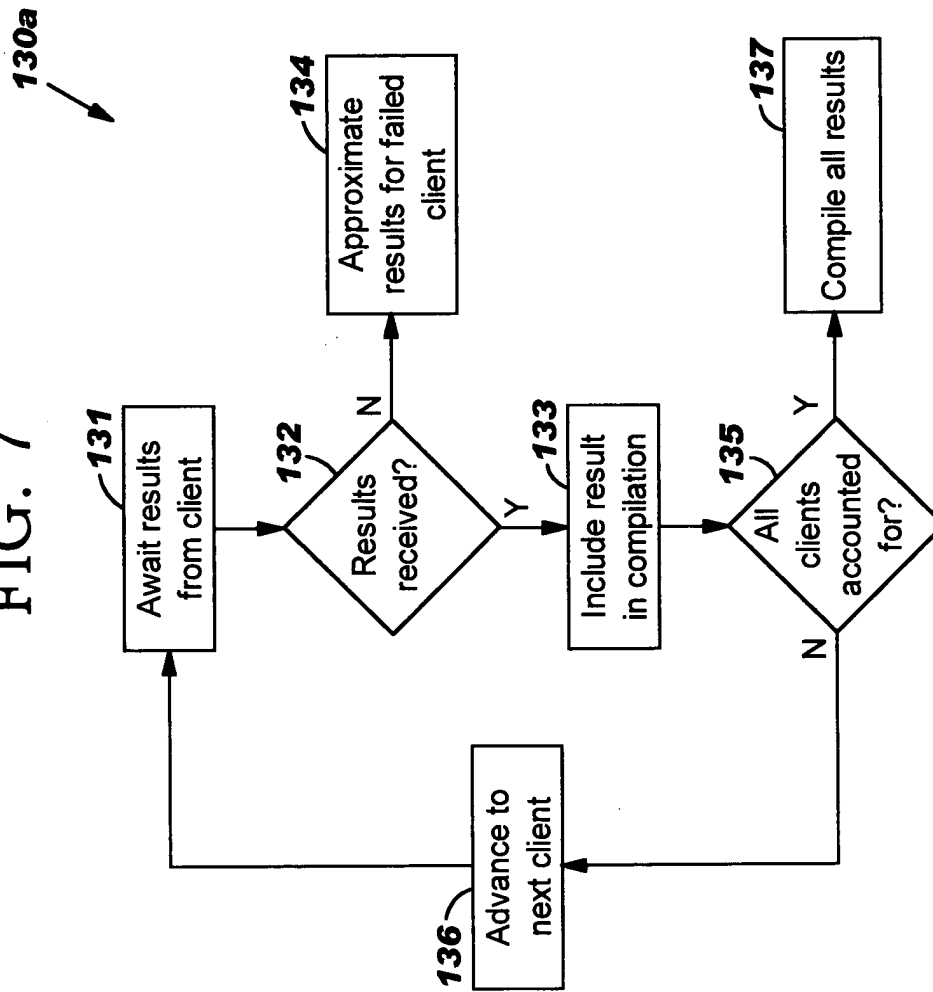 FIG. 7
130a
131
Await results
from client
132
Results
received?
N
134
Approximate
results for failed
client
Y
133
Include result
in compilation
135
All
clients
accounted
for?
Y
137
Compile all results
N
136
Advance to
next client